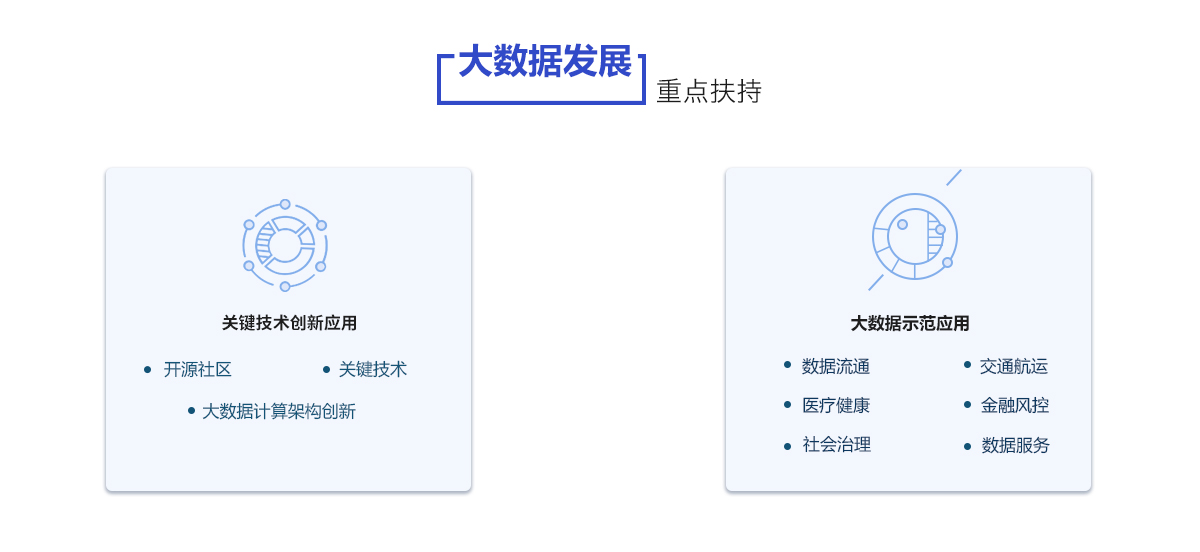 大数据发展
重点扶持
关键技术创新应用
开源社区
关键技术
大数据计算架构创新
大数据示范应用
数据流通
交通航运
医疗健康
金融风控
社会治理
数据服务